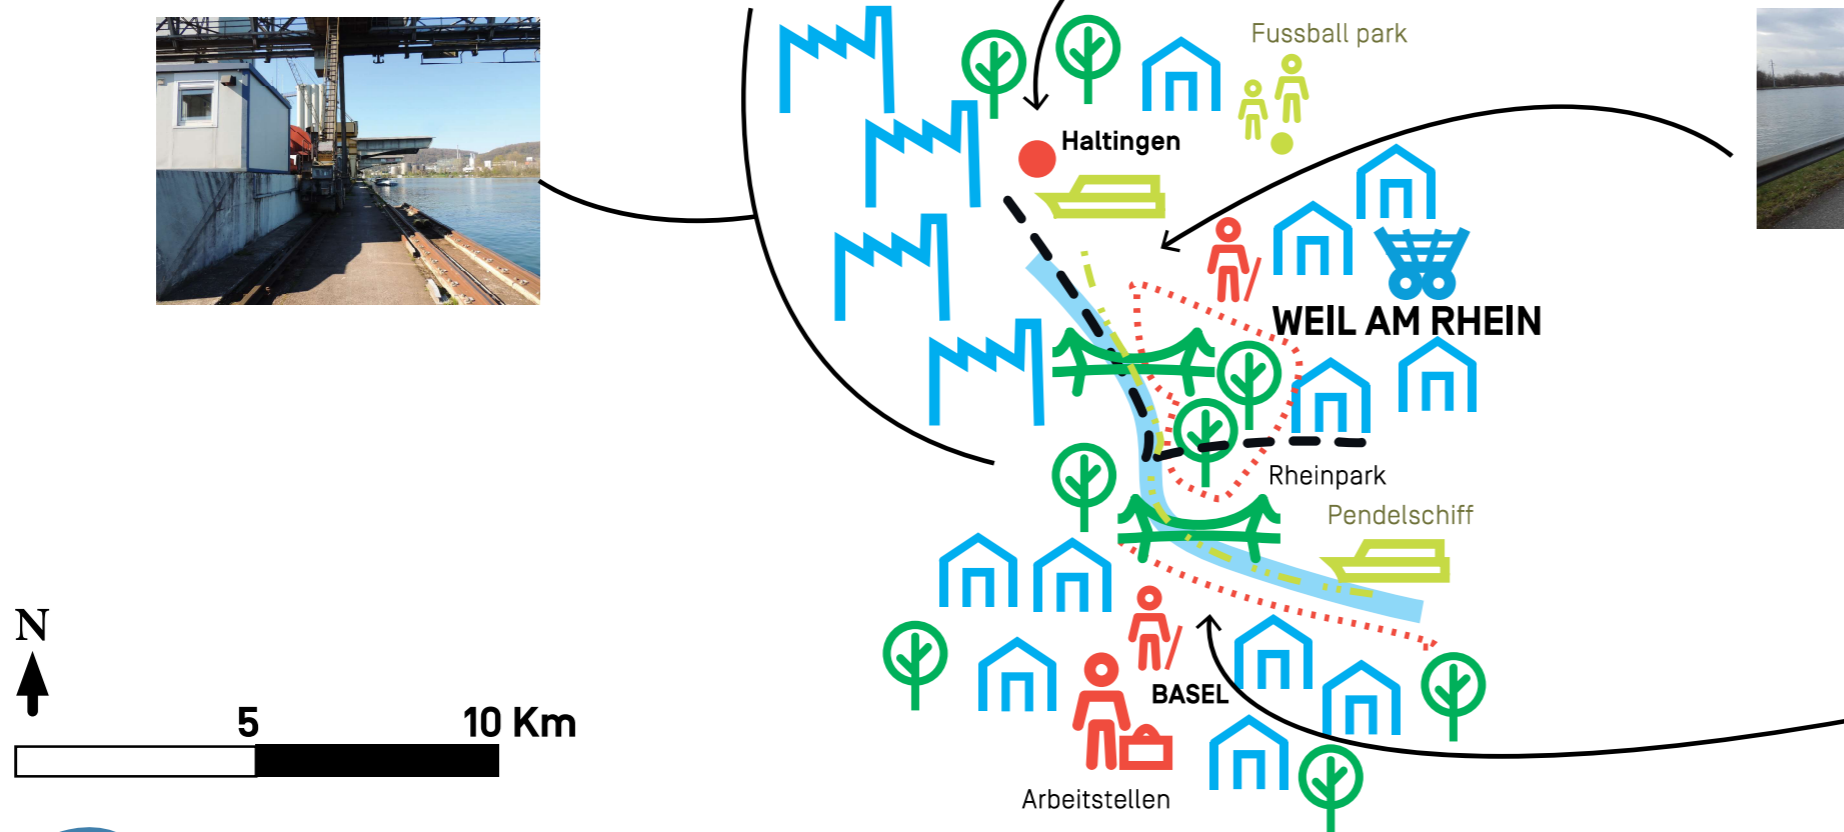 Fussball park
Haltingen
WEIL AM RHEIN
Rheinpark
Pendelschiff
N
BASEL
5
10 Km
Arbeitstellen